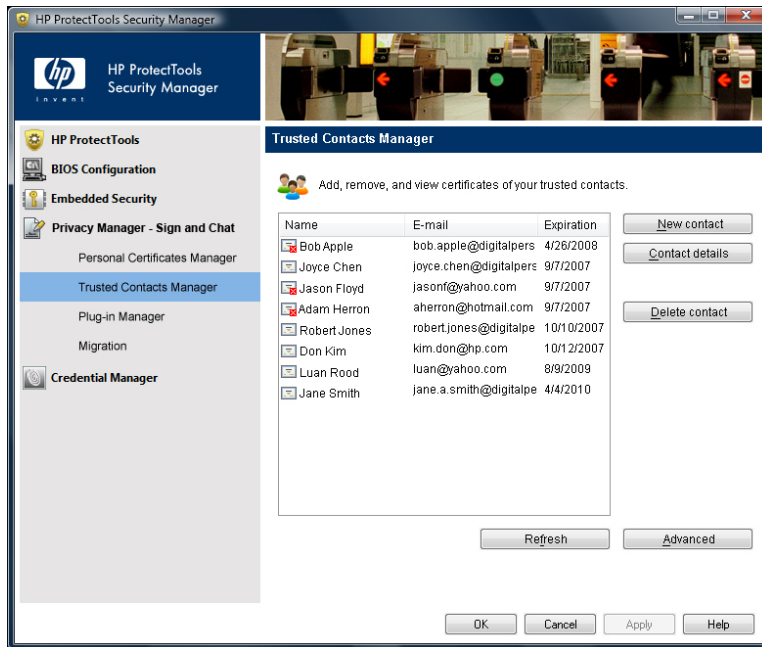 HP ProtectTools Security Manager
hp
invent
HP ProtectTools
Security Manager
HP ProtectTools
BIOS Configuration
Embedded Security
Privacy Manager - Sign and Chat
Personal Certificates Manager
Trusted Contacts Manager
Plug-in Manager
Migration
Credential Manager
Trusted Contacts Manager
Add, remove, and view certificates of your trusted contacts.
Name E-mail Expiration
Bob Apple bob.apple@digitalpers 4/26/2008
Joyce Chen joyce.chen@digitalpers 9/7/2007
Jason Floyd jasonf@yahoo.com 9/7/2007
Adam Herron aherron@hotmail.com 9/7/2007
Robert Jones robert.jones@digitalpe 10/10/2007
Don Kim kim.don@hp.com 10/12/2007
Luan Rood luan@yahoo.com 8/9/2009
Jane Smith jane.a.smith@digitalpe 4/4/2010
New contact
Contact details
Delete contact
Refresh Advanced
OK Cancel Apply Help